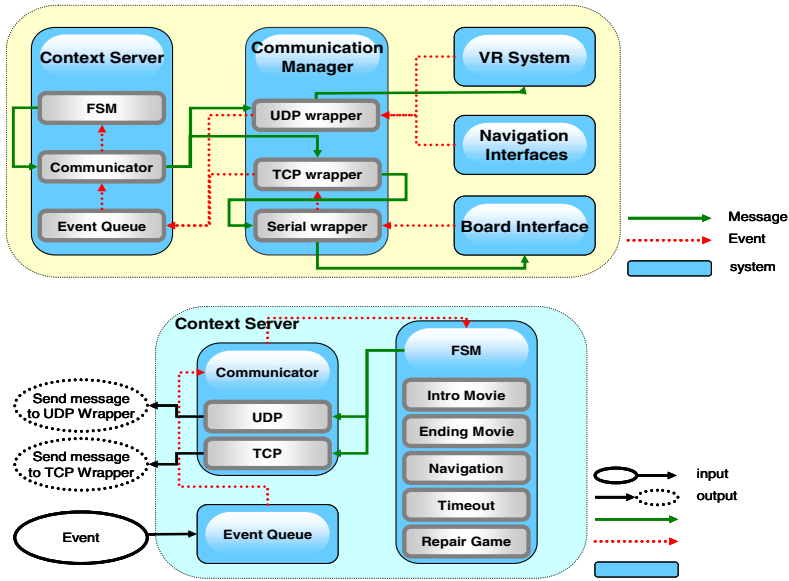 Context Server
FSM
Communicator
Event Queue
Communication
Manager
UDP wrapper
TCP wrapper
Serial wrapper
VR System
Navigation
Interfaces
Board Interface
Message
Event
system
Context Server
Communicator
UDP
TCP
Event Queue
FSM
Intro Movie
Ending Movie
Navigation
Timeout
Repair Game
Send message
to UDP Wrapper
Send message
to TCP Wrapper
Event
input
output